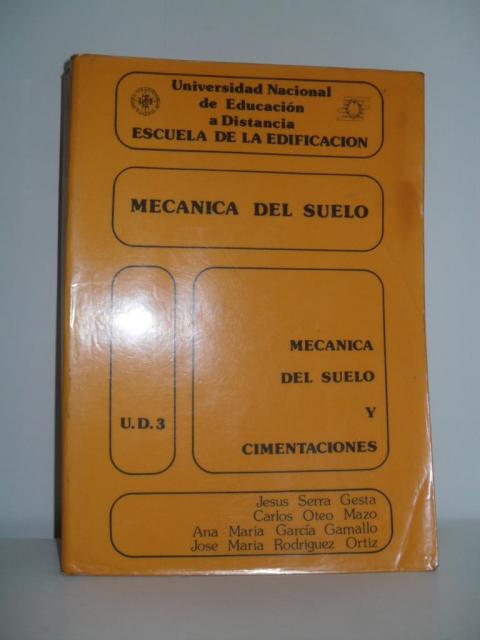 Universidad Nacional
de Educación
a Distancia
ESCUELA DE LA EDIFICACION
MECANICA DEL SUELO
U.D.3
MECANICA
DEL SUELO
Y
CIMENTACIONES
Jesus Serra Gesta
Carlos Oteo Mazo
Ana Maria García Gamallo
Jose Maria Rodriguez Ortiz